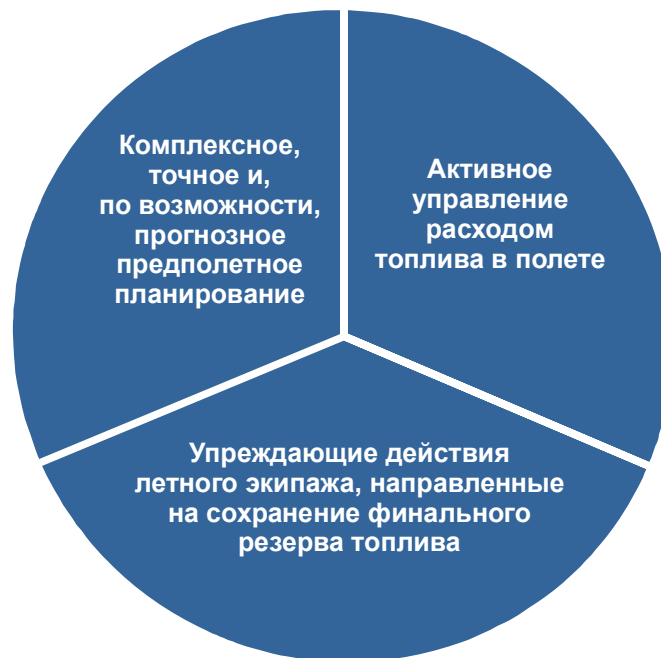 Комплексное,
точное и,
по возможности,
прогнозное
предполетное
планирование
Активное
управление
расходом
топлива в полете
Упреждающие действия
летного экипажа, направленные
на сохранение финального
резерва топлива